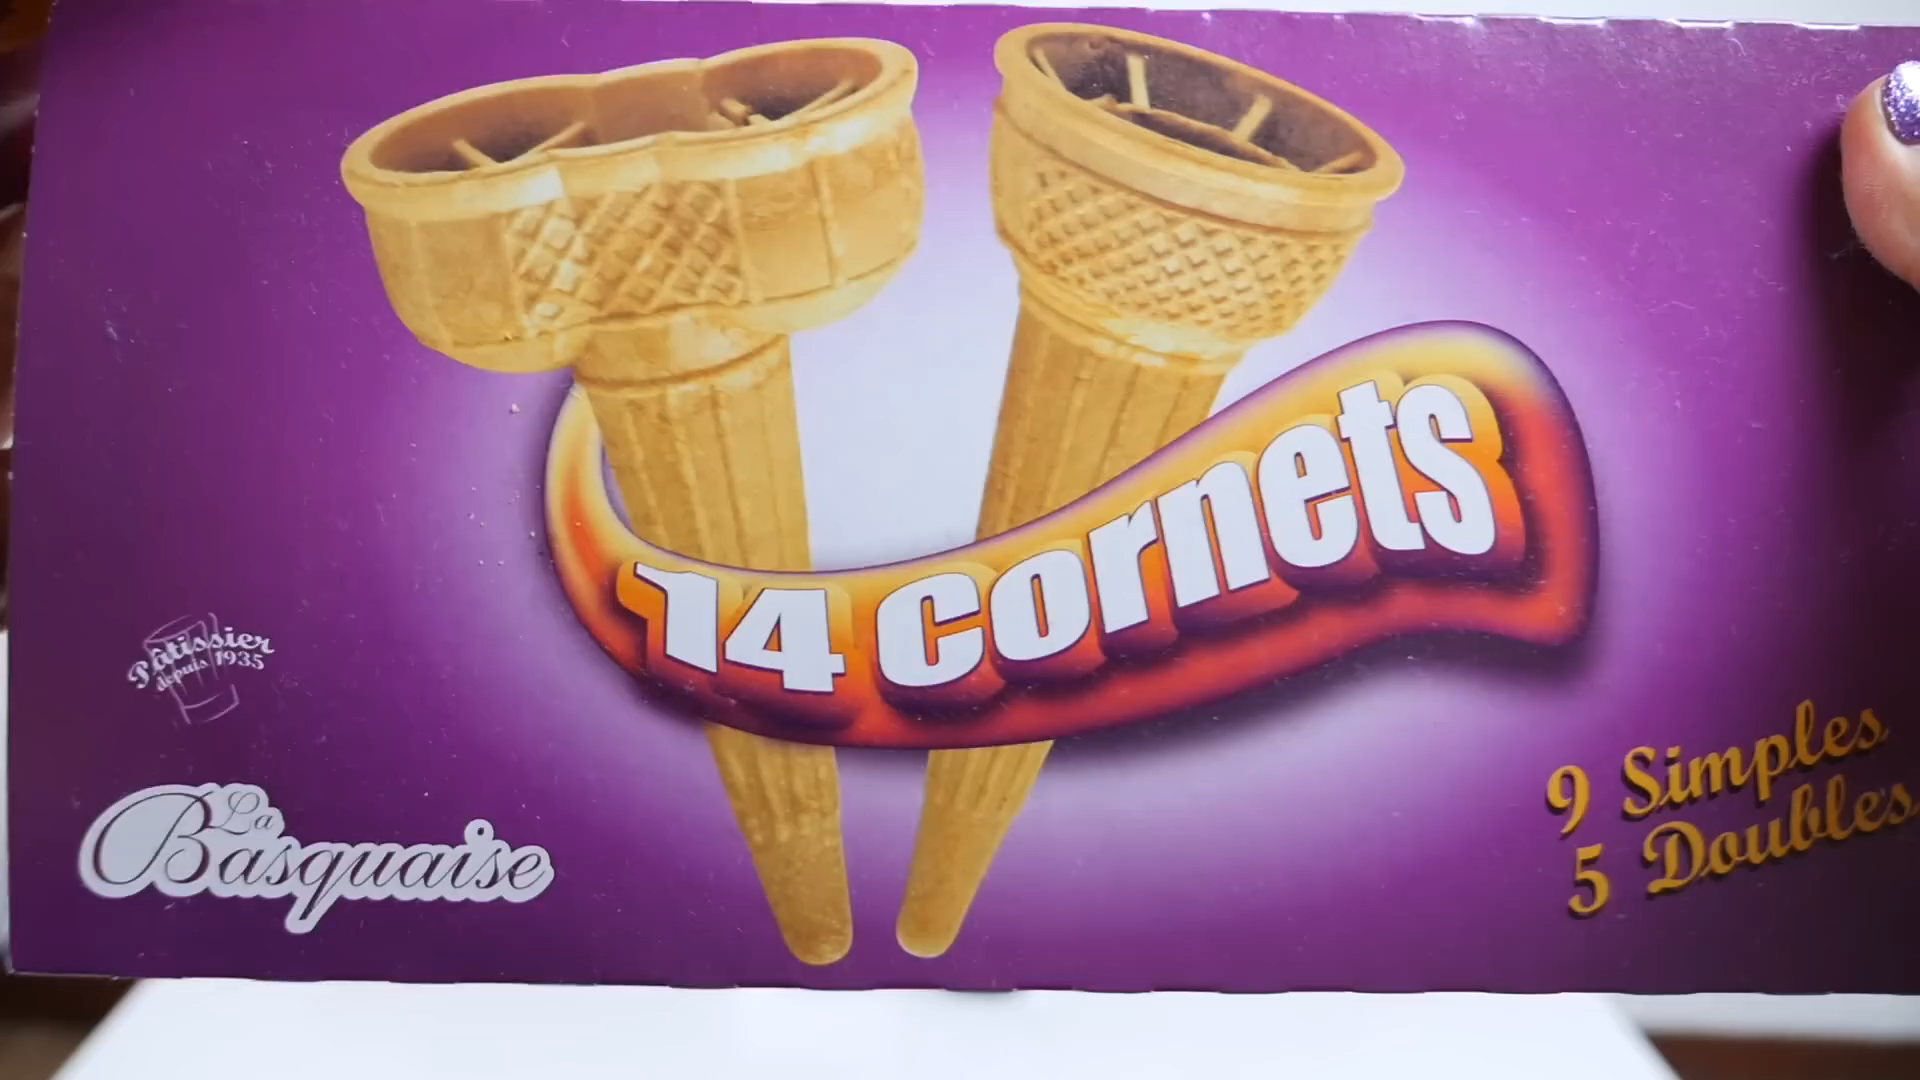 14 cornets
Pâtissier
depuis 1935
La
Basquaise
9 Simples
5 Doubles